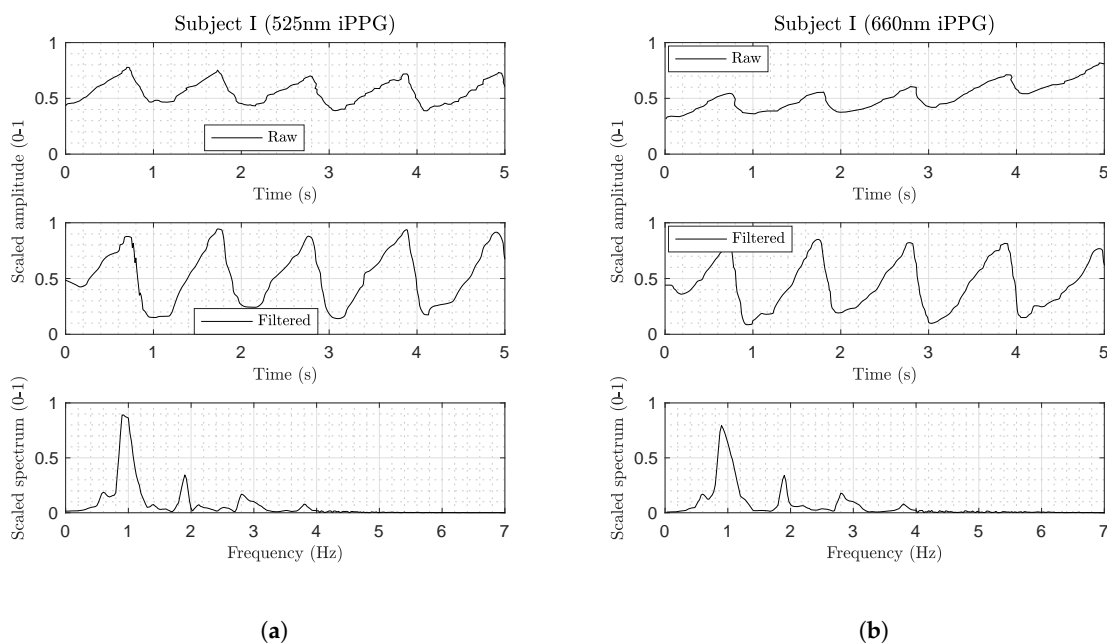 Subject I (525nm iPPG)
1
0.5
0
Raw
0 1 2 3 4 5
Time (s)
Scaled amplitude (0-1
1
0.5
0
Filtered
0 1 2 3 4 5
Time (s)
Scaled spectrum (0-1)
1
0.5
0
0 1 2 3 4 5 6 7
Frequency (Hz)
(a)
Subject I (660nm iPPG)
1
0.5
0
Raw
0 1 2 3 4 5
Time (s)
Scaled amplitude (0-1
1
0.5
0
Filtered
0 1 2 3 4 5
Time (s)
Scaled spectrum (0-1)
1
0.5
0
0 1 2 3 4 5 6 7
Frequency (Hz)
(b)